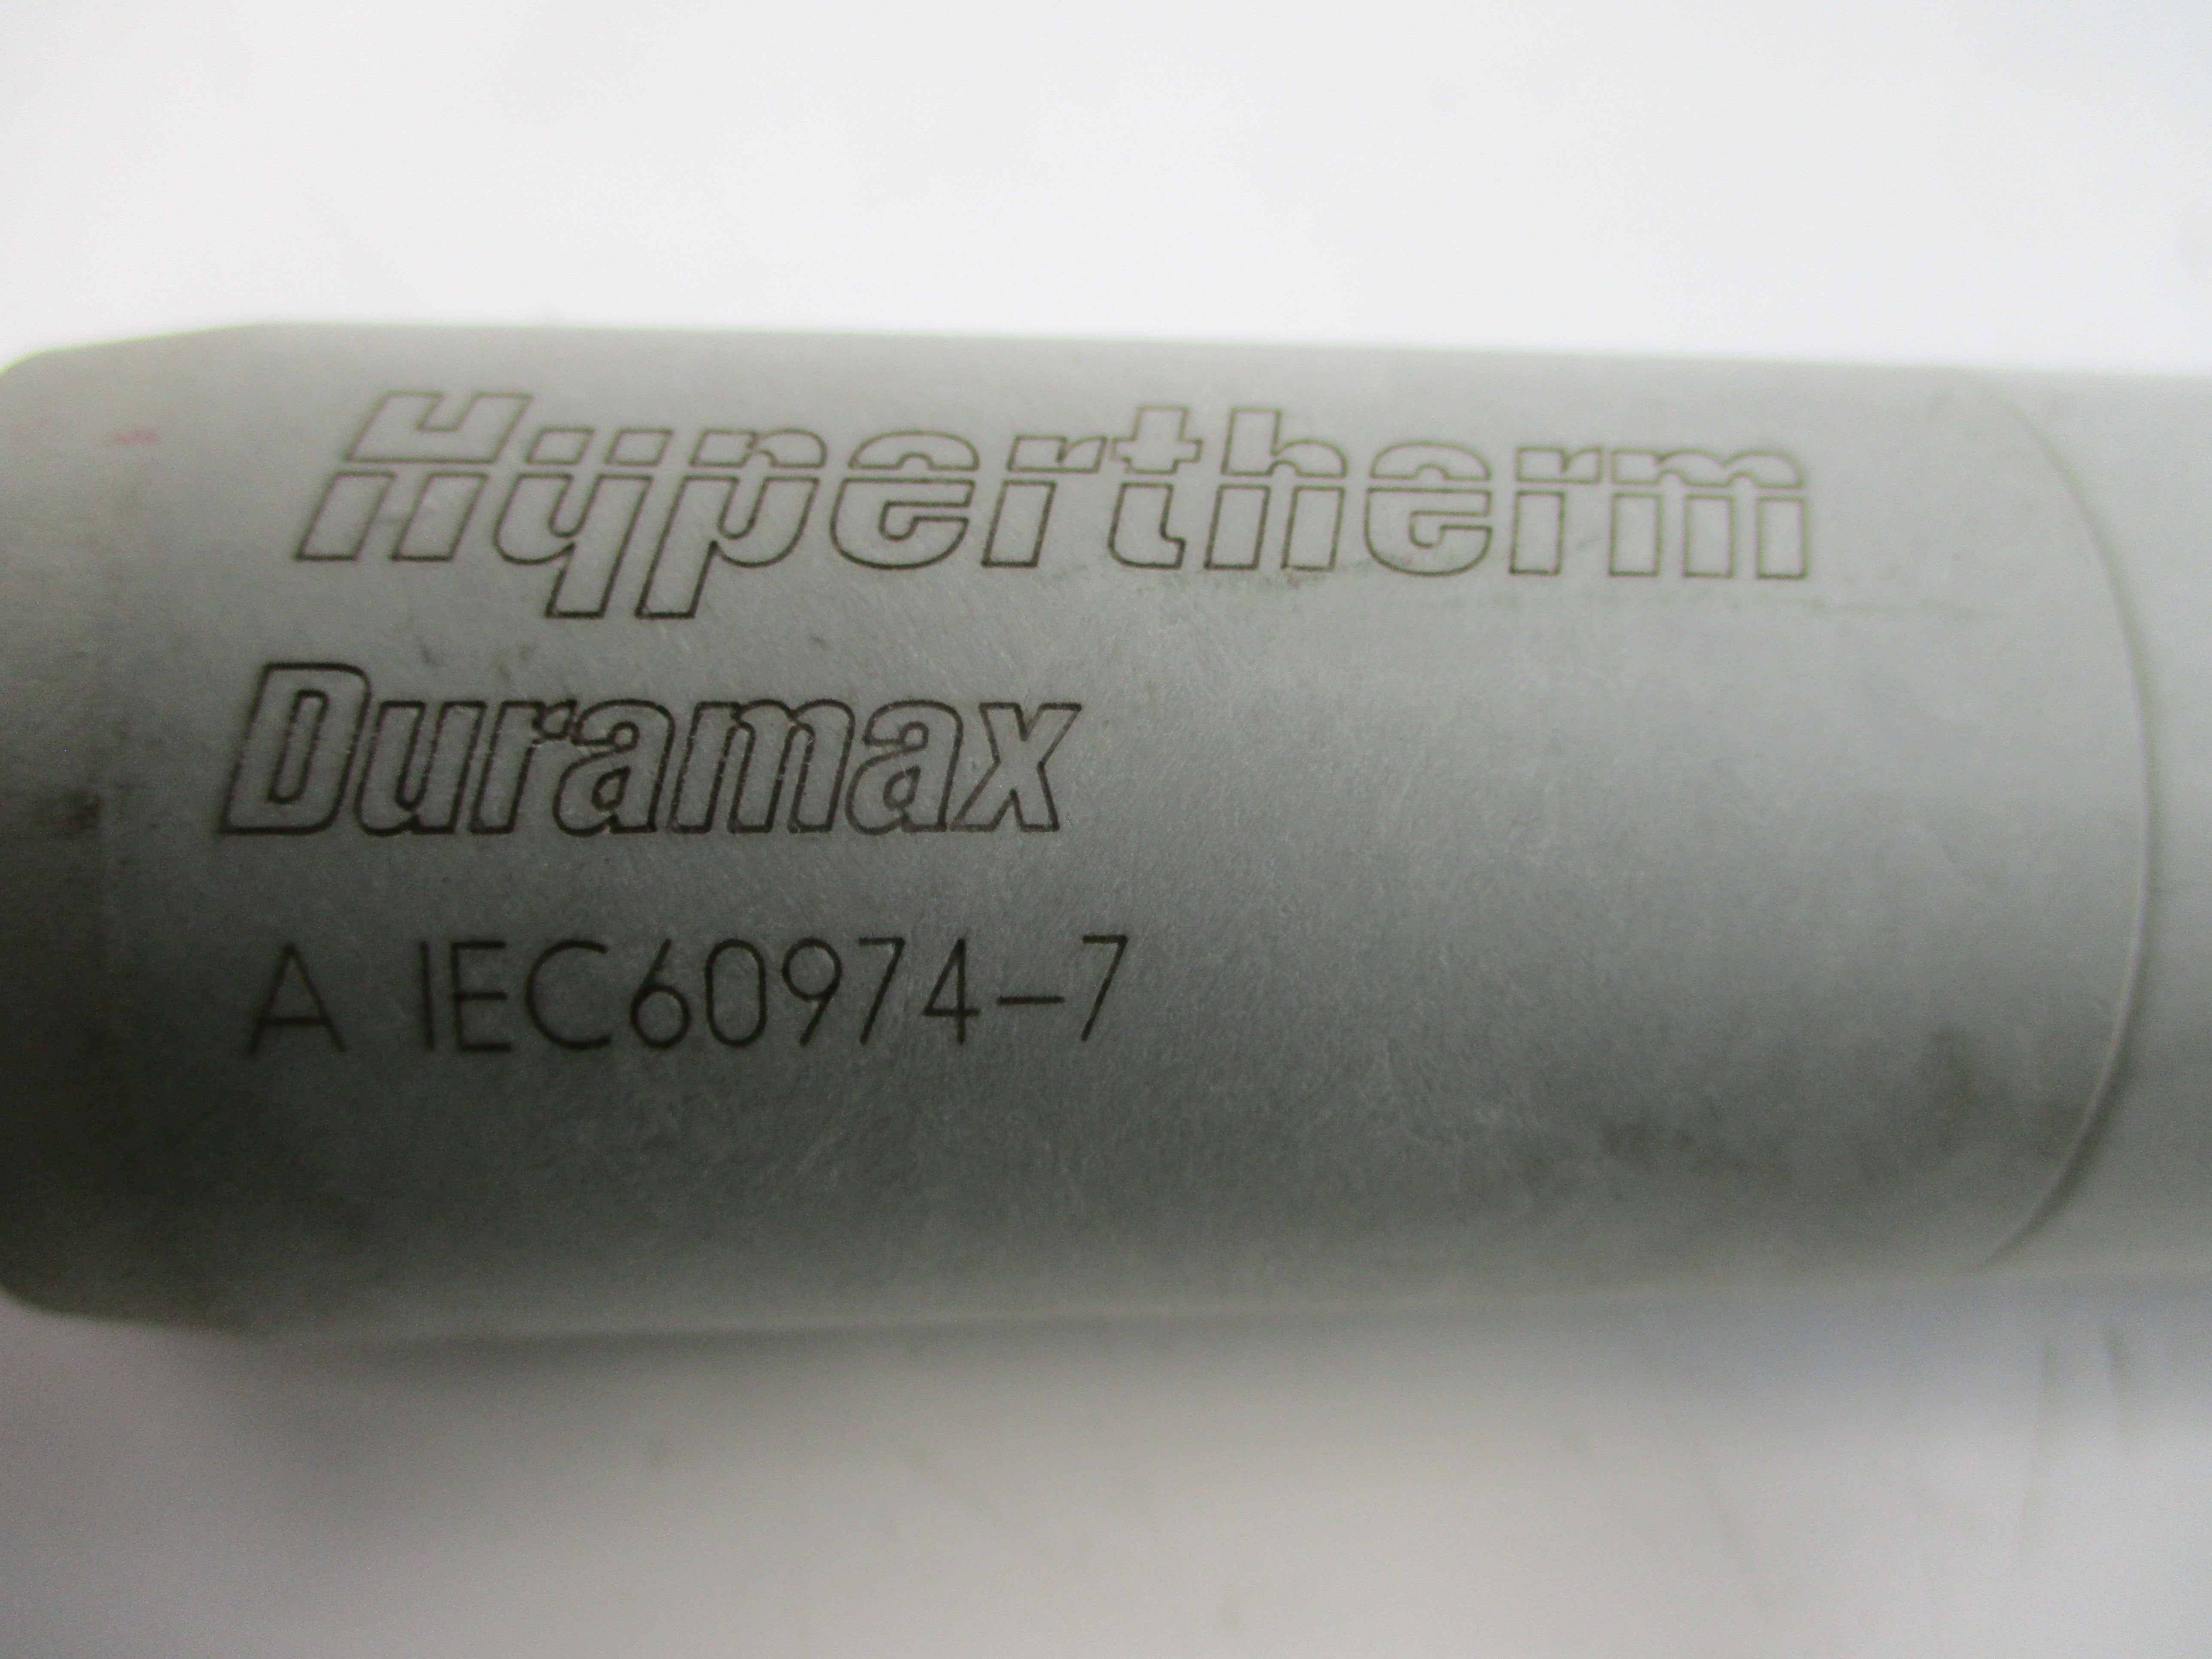 Hypertherm
Duramax
A IEC60974-7